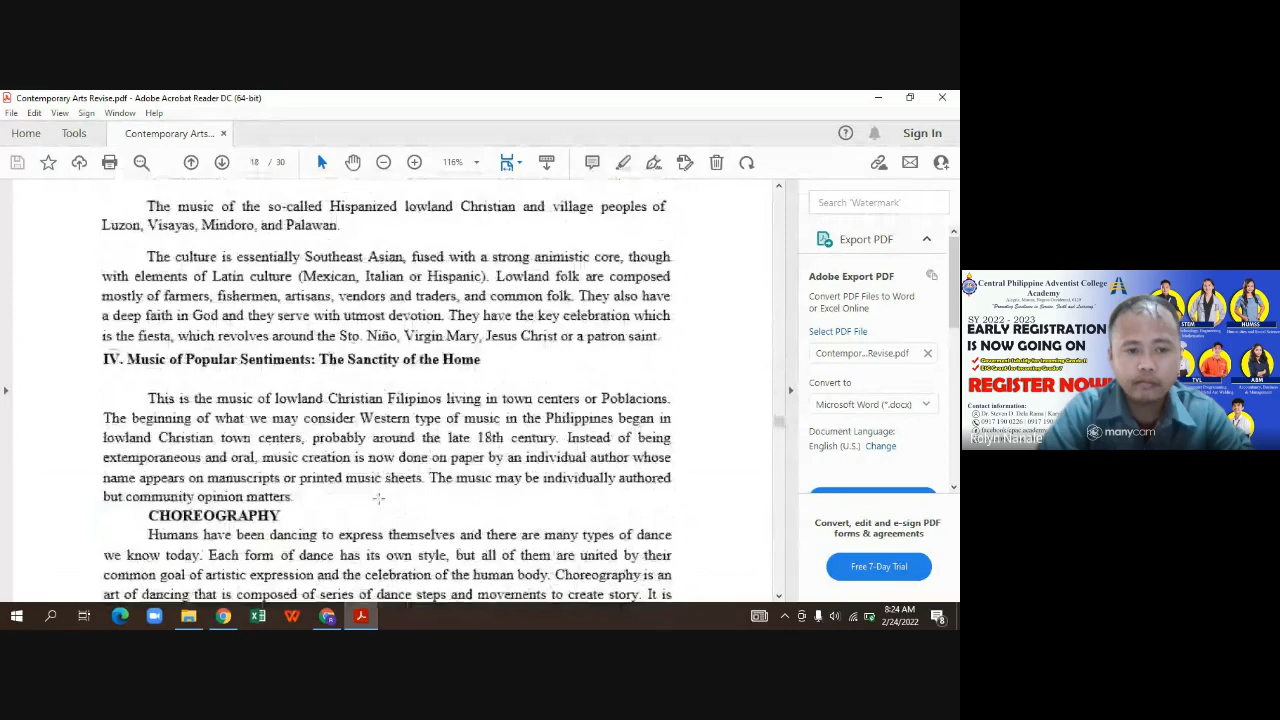 Contemporary Arts Revise.pdf - Adobe Acrobat Reader DC (64-bit)
File Edit View Sign Window Help
Home Tools Contemporary Arts... × Sign In
18 / 30 116%
The music of the so-called Hispanized lowland Christian and village peoples of
Luzon, Visayas, Mindoro, and Palawan.
The culture is essentially Southeast Asian, fused with a strong animistic core, though
with elements of Latin culture (Mexican, Italian or Hispanic). Lowland folk are composed
mostly of farmers, fishermen, artisans, vendors and traders, and common folk. They also have
a deep faith in God and they serve with utmost devotion. They have the key celebration which
is the fiesta, which revolves around the Sto. Niño, Virgin Mary, Jesus Christ or a patron saint.
IV. Music of Popular Sentiments: The Sanctity of the Home
This is the music of lowland Christian Filipinos living in town centers or Poblacions.
The beginning of what we may consider Western type of music in the Philippines began in
lowland Christian town centers, probably around the late 18th century. Instead of being
extemporaneous and oral, music creation is now done on paper by an individual author whose
name appears on manuscripts or printed music sheets. The music may be individually authored
but community opinion matters.
CHOREOGRAPHY
Humans have been dancing to express themselves and there are many types of dance
we know today. Each form of dance has its own style, but all of them are united by their
common goal of artistic expression and the celebration of the human body. Choreography is an
art of dancing that is composed of series of dance steps and movements to create story. It is
Search 'Watermark'
Export PDF
Adobe Export PDF
Convert PDF Files to Word
or Excel Online
Select PDF File
Contempor...Revise.pdf ×
Convert to
Microsoft Word (*.docx)
Document Language:
English (U.S.) Change
Convert, edit and e-sign PDF
forms & agreements
Free 7-Day Trial
8:24 AM
2/24/2022
8
Central Philippine Adventist College
Academy
SY 2022 - 2023
EARLY REGISTRATION
IS NOW GOING ON
REGISTER NOW
Contact information:
Dr. Steven D. Dela Rama
STEM
HUMSS
TVL
ABM
manycam
Rolyn Nanale